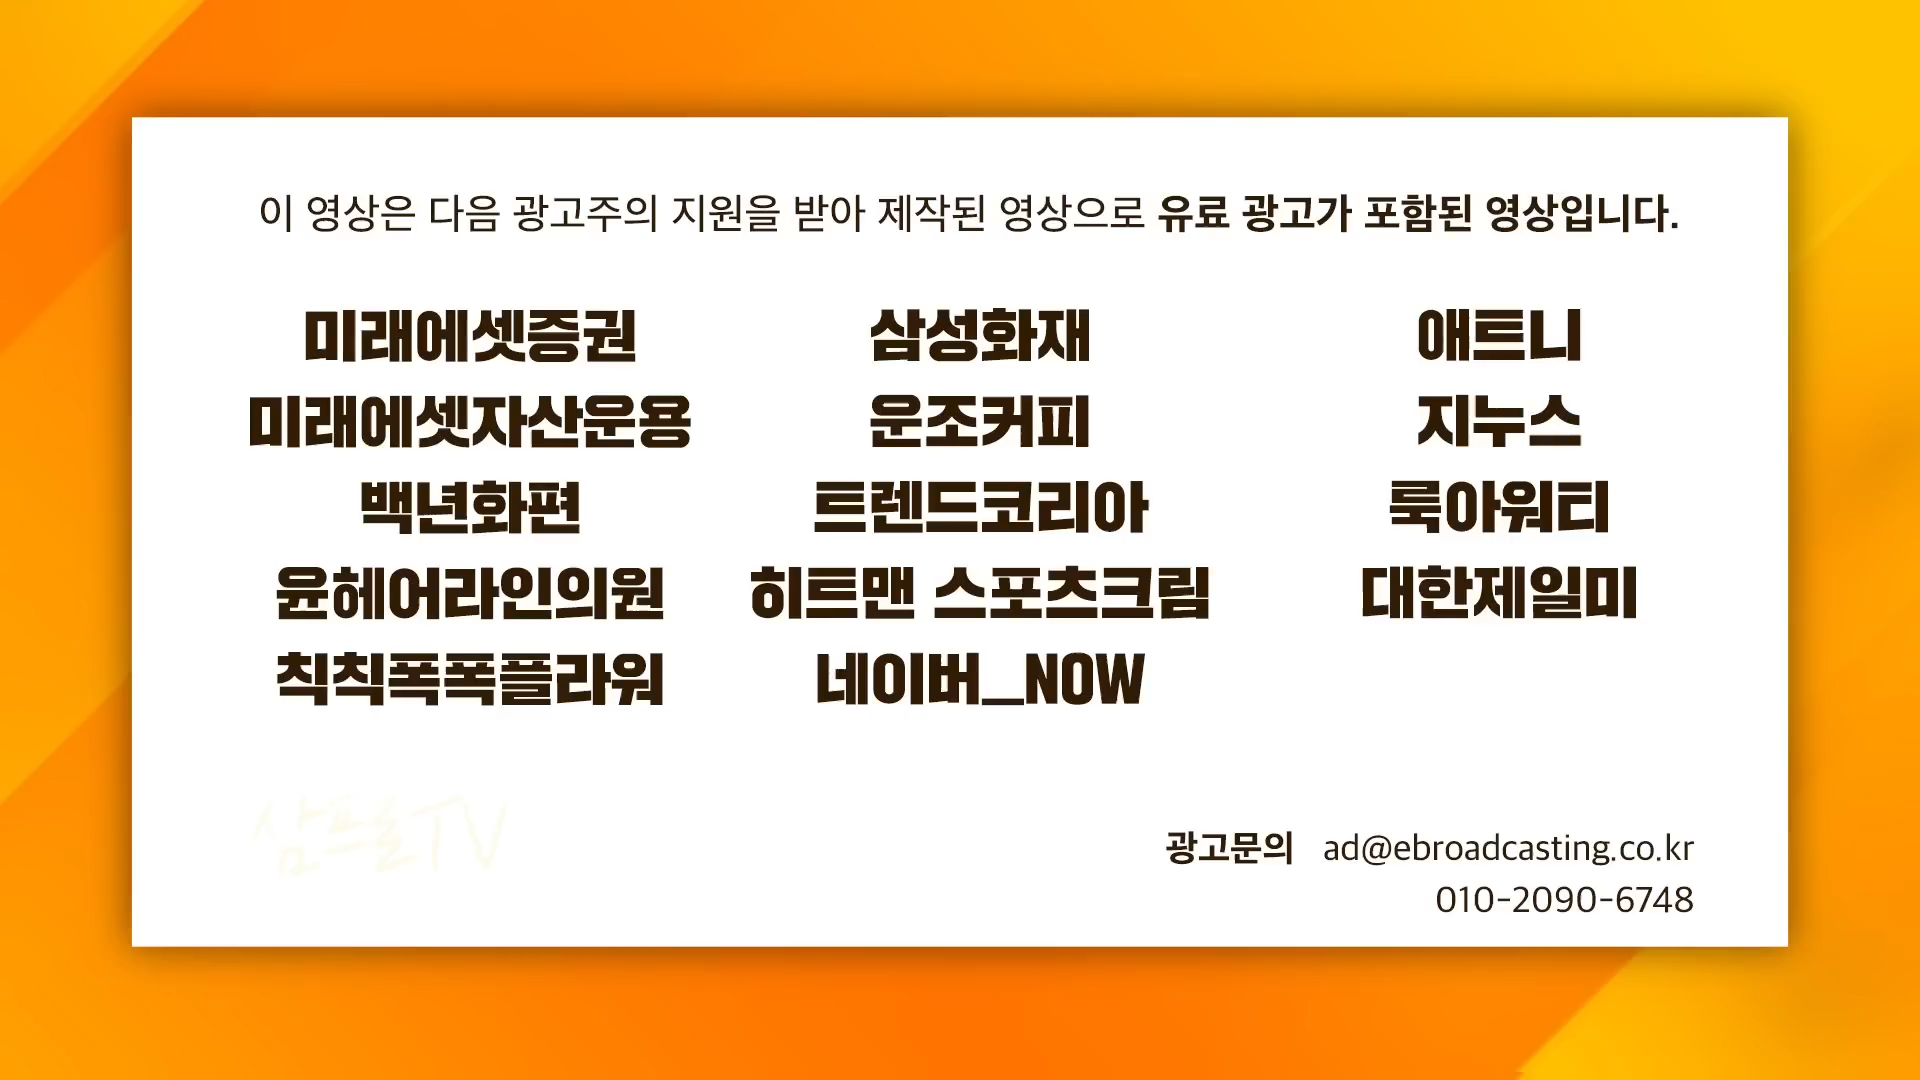 이 영상은 다음 광고주의 지원을 받아 제작된 영상으로 유료 광고가 포함된 영상입니다.
미래에셋증권 삼성화재 애트니
미래에셋자산운용 운조커피 지누스
백년화편 트렌드코리아 룩아워티
윤헤어라인의원 히트맨 스포츠크림 대한제일미
칙칙폭폭플라워 네이버_NOW
삼프로TV
광고문의 ad@ebroadcasting.co.kr
010-2090-6748